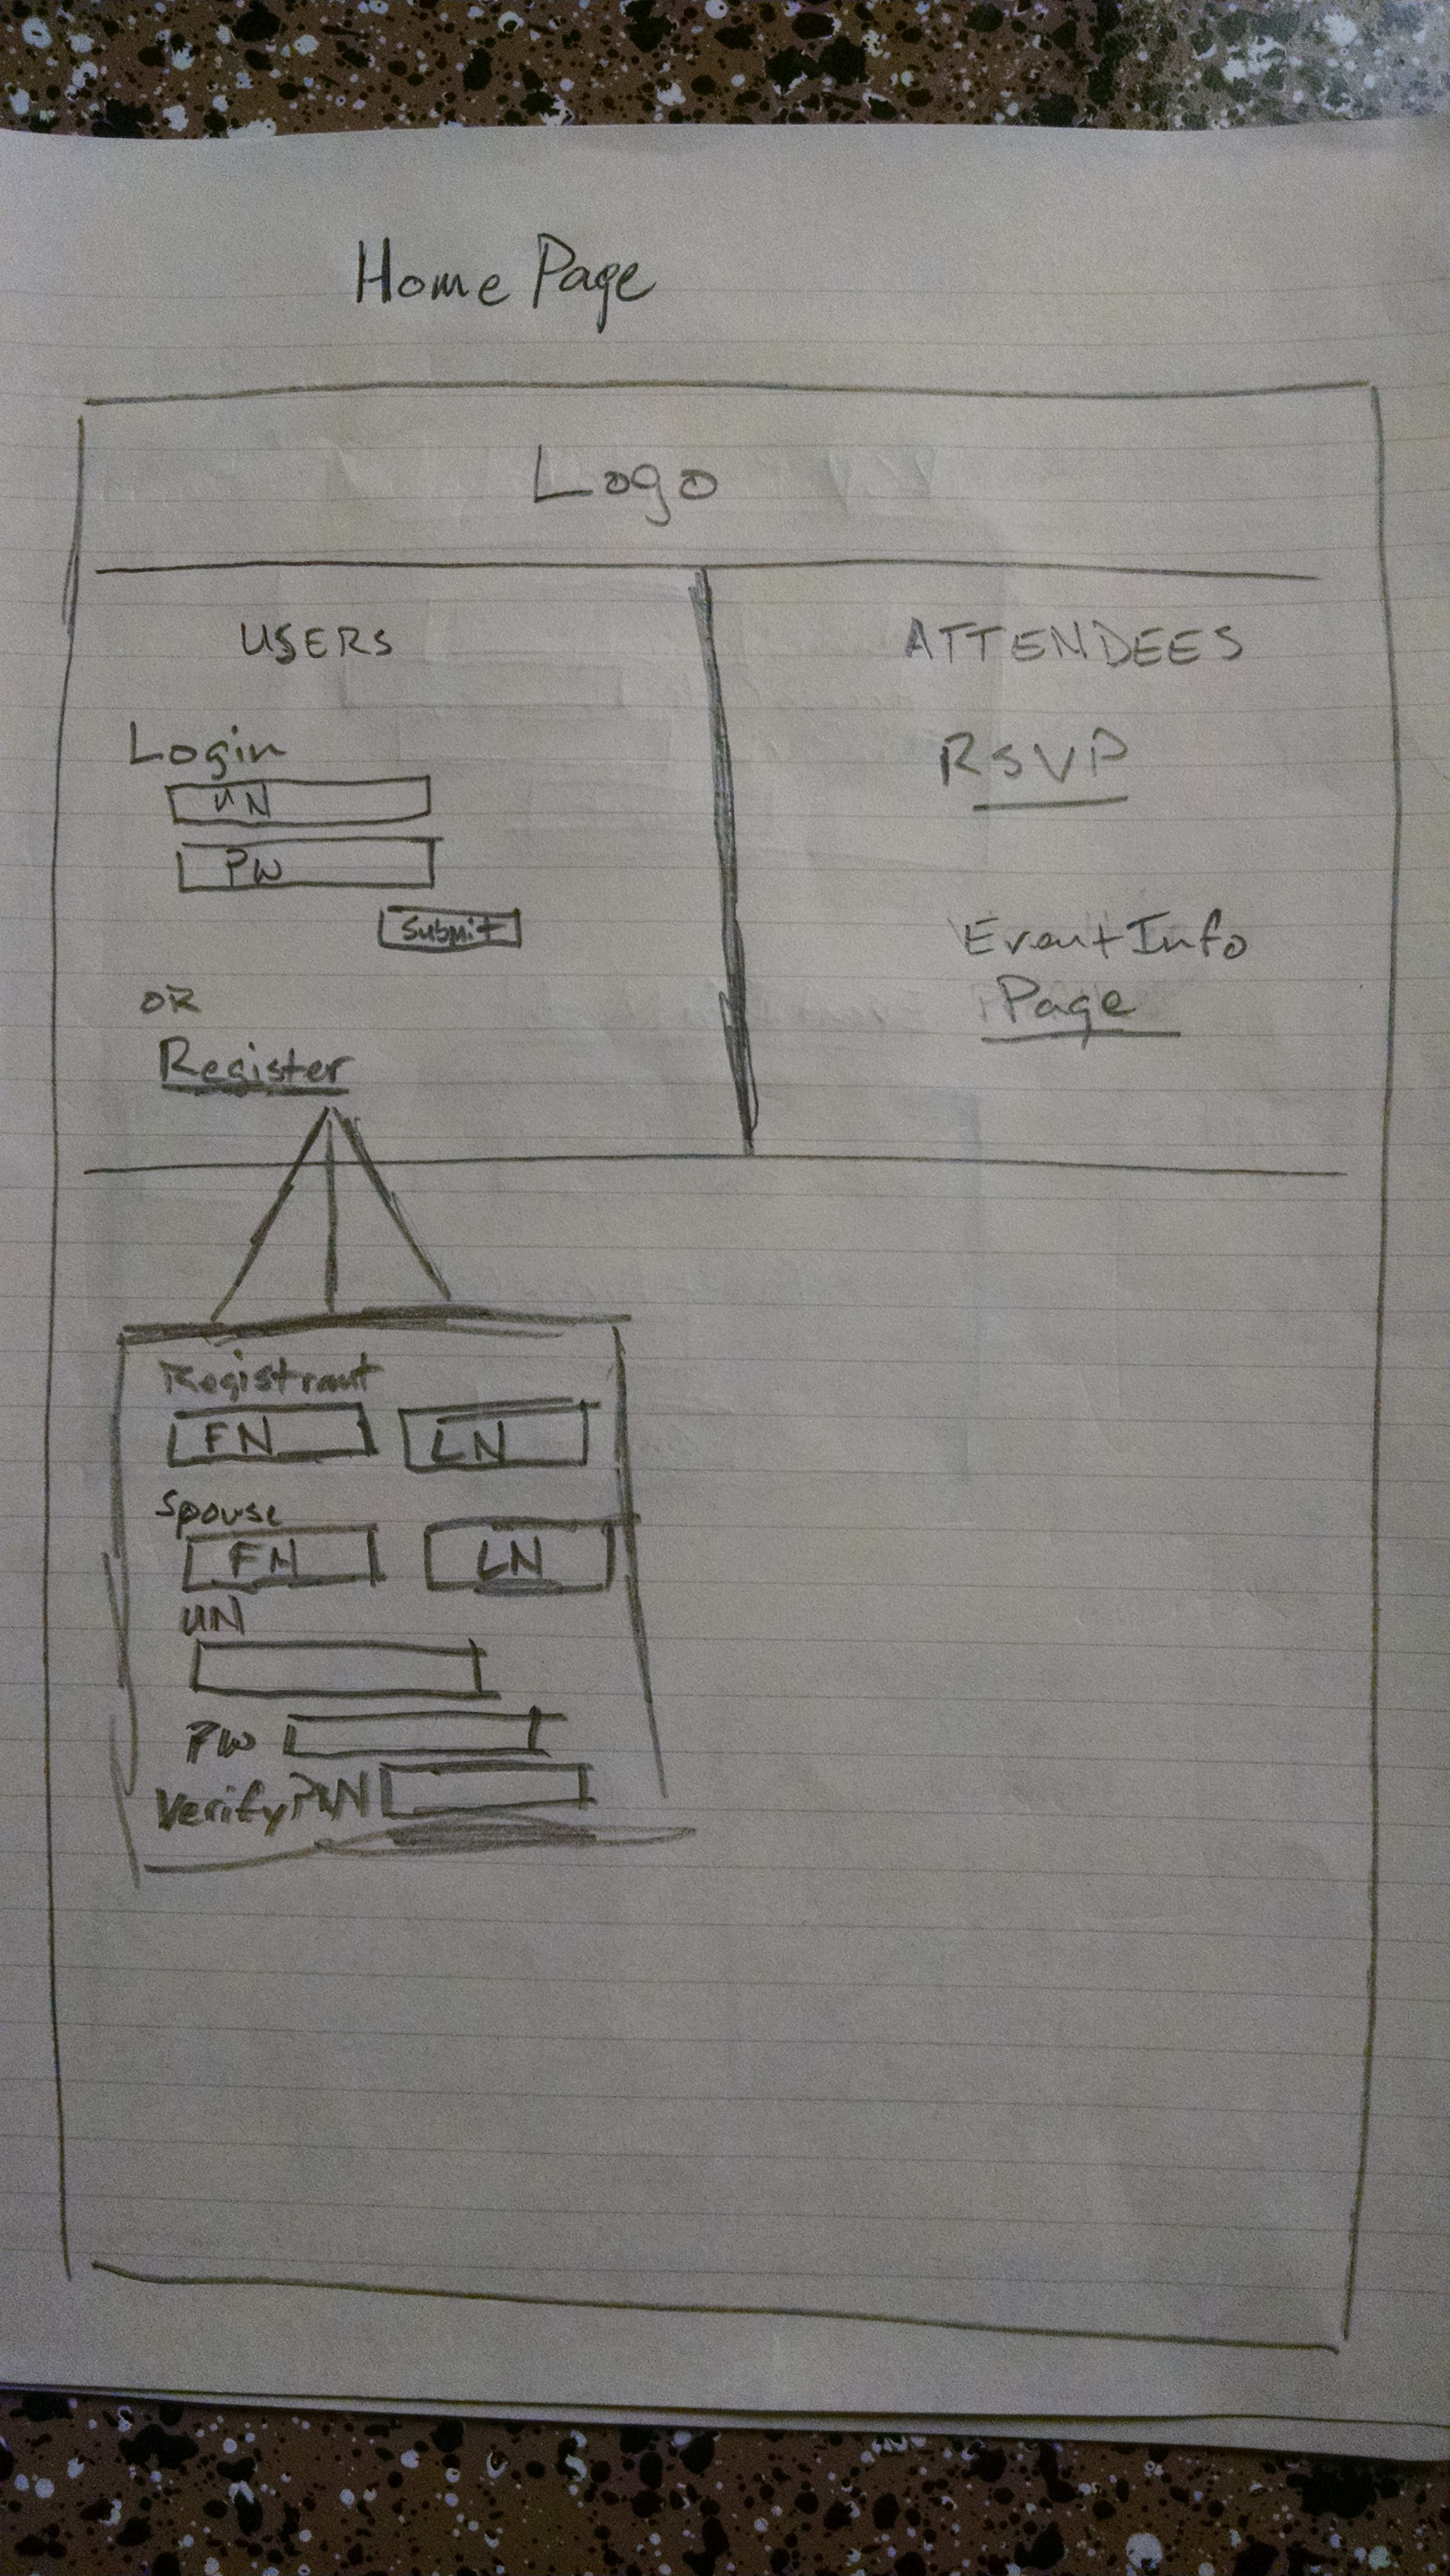 Home Page
Logo
USERS
Login
UN
PW
Submit
OR
Register
ATTENDEES
RSVP
Event Info
Page
Registrant
FN LN
Spouse
FN LN
UN
PW
Verify PW